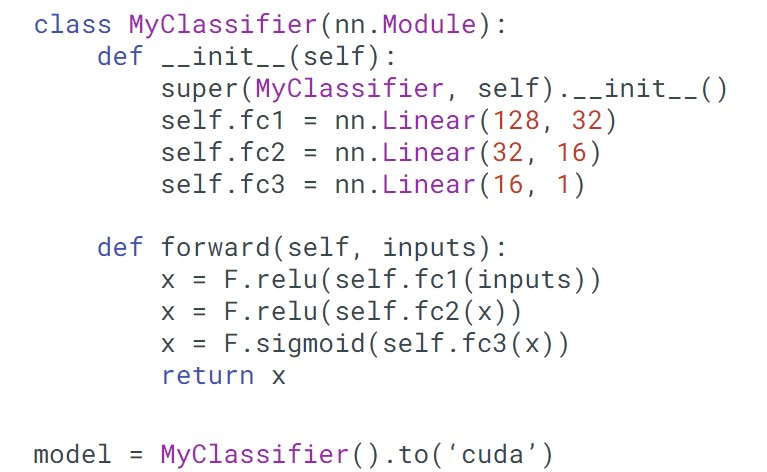 class MyClassifier(nn.Module):
    def __init__(self):
        super(MyClassifier, self).__init__()
        self.fc1 = nn.Linear(128, 32)
        self.fc2 = nn.Linear(32, 16)
        self.fc3 = nn.Linear(16, 1)

    def forward(self, inputs):
        x = F.relu(self.fc1(inputs))
        x = F.relu(self.fc2(x))
        x = F.sigmoid(self.fc3(x))
        return x

model = MyClassifier().to(‘cuda’)